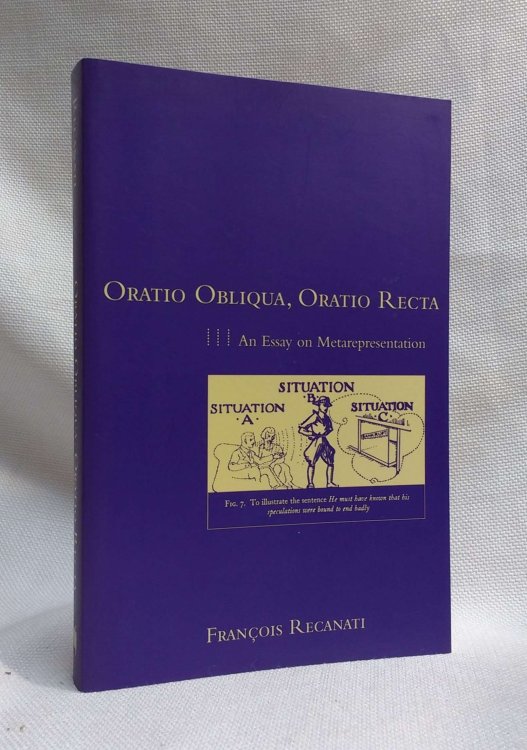 ORATIO OBLIQUA, ORATIO RECTA
An Essay on Metarepresentation
SITUATION
·B·
SITUATION
·A·
SITUATION
·C·
FIG. 7. To illustrate the sentence He must have known that his
speculations were bound to end badly
FRANÇOIS RECANATI